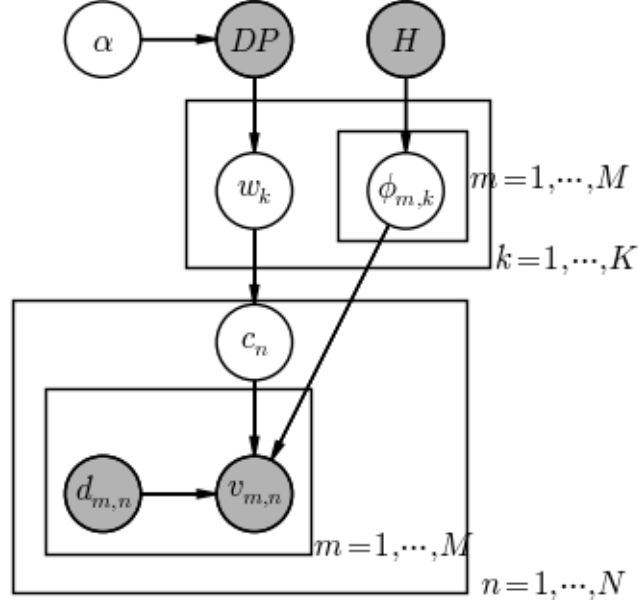 α
DP
H
w_k
ϕ_{m,k}
m=1,⋯,M
k=1,⋯,K
c_n
d_{m,n}
v_{m,n}
m=1,⋯,M
n=1,⋯,N